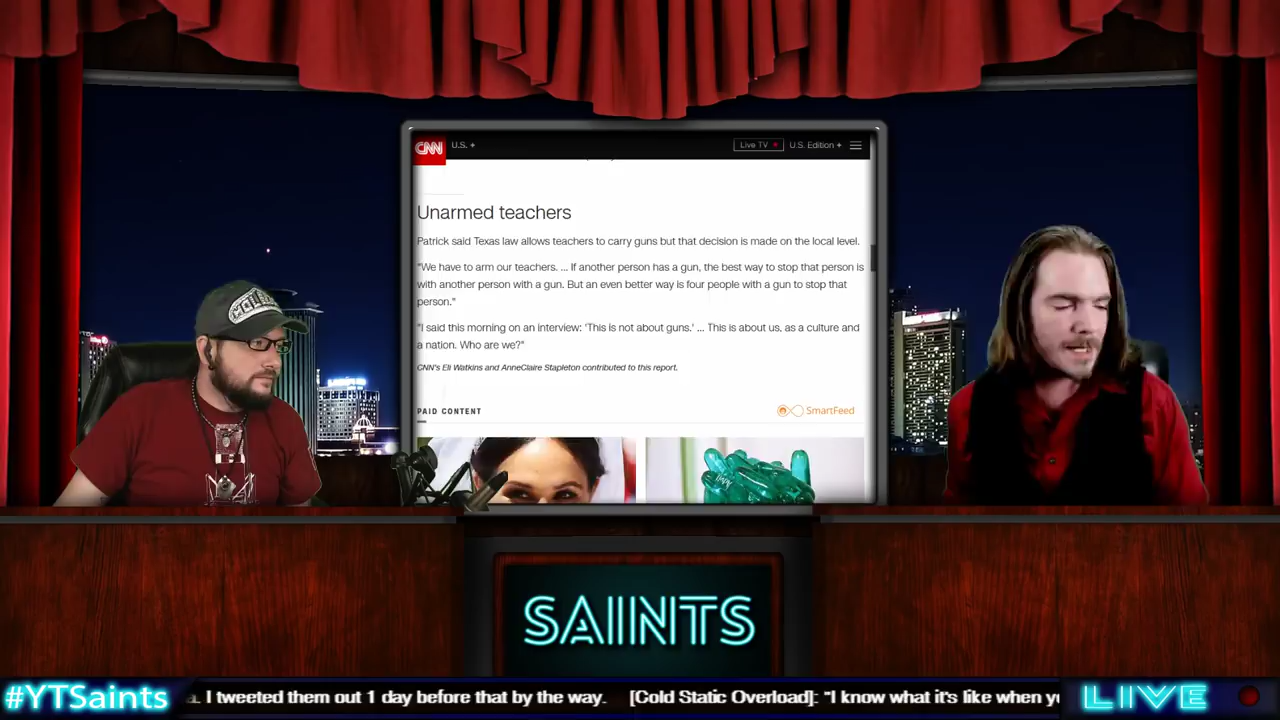 CNN U.S. + Live TV U.S. Edition +
Unarmed teachers
Patrick said Texas law allows teachers to carry guns but that decision is made on the local level.
"We have to arm our teachers. ... If another person has a gun, the best way to stop that person is
with another person with a gun. But an even better way is four people with a gun to stop that
person."
"I said this morning on an interview: 'This is not about guns.' ... This is about us, as a culture and
a nation. Who are we?"
CNN's Eli Watkins and AnneClaire Stapleton contributed to this report.
PAID CONTENT SmartFeed
SAIINTS
#YTSaints a. I tweeted them out 1 day before that by the way. [Cold Static Overload]: "I know what it's like when yo LIVE